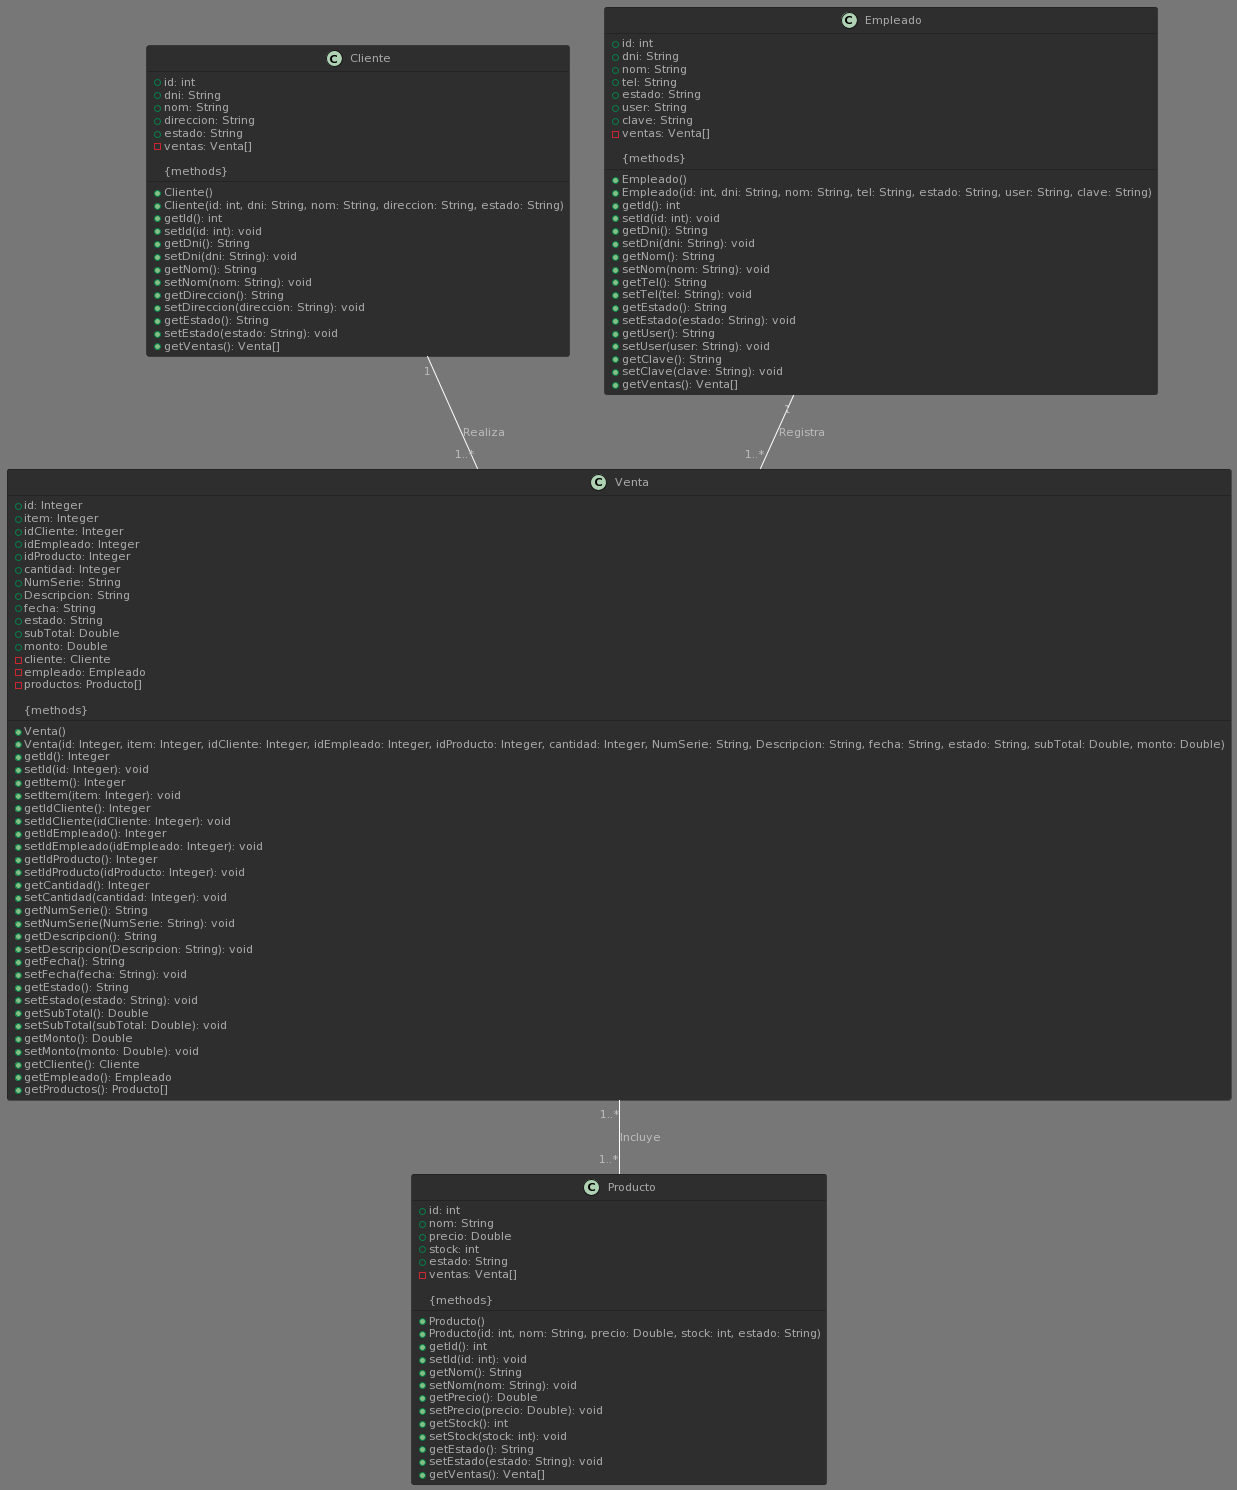 Cliente
id: int
dni: String
nom: String
direccion: String
estado: String
ventas: Venta[]
{methods}
Cliente()
Cliente(id: int, dni: String, nom: String, direccion: String, estado: String)
getId(): int
setId(id: int): void
getDni(): String
setDni(dni: String): void
getNom(): String
setNom(nom: String): void
getDireccion(): String
setDireccion(direccion: String): void
getEstado(): String
setEstado(estado: String): void
getVentas(): Venta[]
Empleado
id: int
dni: String
nom: String
tel: String
estado: String
user: String
clave: String
ventas: Venta[]
{methods}
Empleado()
Empleado(id: int, dni: String, nom: String, tel: String, estado: String, user: String, clave: String)
getId(): int
setId(id: int): void
getDni(): String
setDni(dni: String): void
getNom(): String
setNom(nom: String): void
getTel(): String
setTel(tel: String): void
getEstado(): String
setEstado(estado: String): void
getUser(): String
setUser(user: String): void
getClave(): String
setClave(clave: String): void
getVentas(): Venta[]
1
Realiza
1..*
1
Registra
1..*
Venta
id: Integer
item: Integer
idCliente: Integer
idEmpleado: Integer
idProducto: Integer
cantidad: Integer
NumSerie: String
Descripcion: String
fecha: String
estado: String
subTotal: Double
monto: Double
cliente: Cliente
empleado: Empleado
productos: Producto[]
{methods}
Venta()
Venta(id: Integer, item: Integer, idCliente: Integer, idEmpleado: Integer, idProducto: Integer, cantidad: Integer, NumSerie: String, Descripcion: String, fecha: String, estado: String, subTotal: Double, monto: Double)
getId(): Integer
setId(id: Integer): void
getItem(): Integer
setItem(item: Integer): void
getIdCliente(): Integer
setIdCliente(idCliente: Integer): void
getIdEmpleado(): Integer
setIdEmpleado(idEmpleado: Integer): void
getIdProducto(): Integer
setIdProducto(idProducto: Integer): void
getCantidad(): Integer
setCantidad(cantidad: Integer): void
getNumSerie(): String
setNumSerie(NumSerie: String): void
getDescripcion(): String
setDescripcion(Descripcion: String): void
getFecha(): String
setFecha(fecha: String): void
getEstado(): String
setEstado(estado: String): void
getSubTotal(): Double
setSubTotal(subTotal: Double): void
getMonto(): Double
setMonto(monto: Double): void
getCliente(): Cliente
getEmpleado(): Empleado
getProductos(): Producto[]
1..*
Incluye
1..*
Producto
id: int
nom: String
precio: Double
stock: int
estado: String
ventas: Venta[]
{methods}
Producto()
Producto(id: int, nom: String, precio: Double, stock: int, estado: String)
getId(): int
setId(id: int): void
getNom(): String
setNom(nom: String): void
getPrecio(): Double
setPrecio(precio: Double): void
getStock(): int
setStock(stock: int): void
getEstado(): String
setEstado(estado: String): void
getVentas(): Venta[]